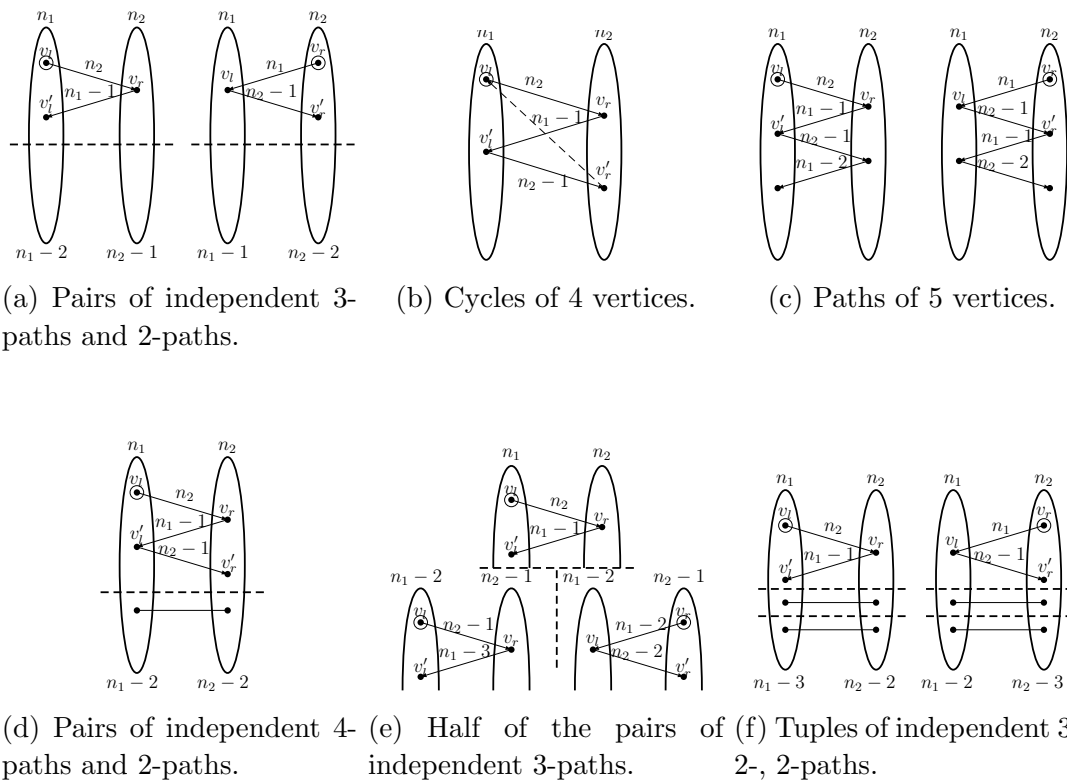 n₁ n₂ n₁ n₂
v_l n₂ v_r
n₁ − 1 v'_l
v_r n₁ v_l
n₂ − 1 v'_r
n₁ − 2 n₂ − 1 n₁ − 1 n₂ − 2
(a) Pairs of independent 3-
paths and 2-paths.
n₁ n₂
v_l n₂ v_r
n₁ − 1
v'_l v'_r
n₂ − 1
(b) Cycles of 4 vertices.
n₁ n₂ n₁ n₂
v_l n₂ v_r
n₁ − 1
v'_l n₂ − 1
n₁ − 2
v_r n₁ v_l
n₂ − 1 v'_r
n₁ − 1
n₂ − 2
(c) Paths of 5 vertices.
n₁ n₂
v_l n₂ v_r
n₁ − 1
v'_l n₂ − 1 v'_r
n₁ − 2 n₂ − 2
(d) Pairs of independent 4-
paths and 2-paths.
n₁ n₂
v_l n₂ v_r
n₁ − 1
v'_l
n₁ − 2 n₂ − 1 n₁ − 2 n₂ − 1
v_l n₂ − 1 v_r
n₁ − 3 v'_l
v_r n₁ − 2 v_l
n₂ − 2 v'_r
(e) Half of the pairs of
independent 3-paths.
n₁ n₂ n₁ n₂
v_l n₂ v_r
n₁ − 1 v'_l
v_r n₁ v_l
n₂ − 1 v'_r
n₁ − 3 n₂ − 2 n₁ − 2 n₂ − 3
(f) Tuples of independent 3
2-, 2-paths.